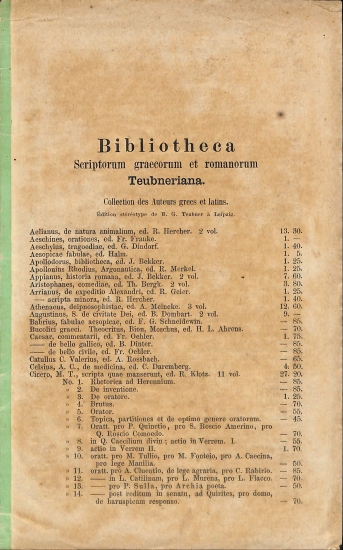 Bibliotheca
Scriptorum graecorum et romanorum
Teubneriana.
Collection des Auteurs grecs et latins.
Édition stéréotype de B. G. Teubner à Leipzig.
Aelianus, de natura animalium, ed. R. Hercher. 2 vol. 13. 30.
Aeschines, orationes, ed. Fr. Franke. 1. —
Aeschylus, tragoediae, ed. G. Dindorf. 1. 40.
Aesopicae fabulae, ed. Halm. 1. 5.
Apollodorus, bibliotheca, ed. J. Bekker. 1. 25.
Apollonius Rhodius, Argonautica, ed. R. Merkel. 1. 25.
Appianus, historia romana, ed. J. Bekker. 2 vol. 7. 60.
Aristophanes, comediae, ed. Th. Bergk. 2 vol. 3. 80.
Arrianus, de expeditio Alexandri, ed. R. Geier. 1. 25.
— scripta minora, ed. R. Hercher. 1. 40.
Athenaeus, deipnosophistae, ed. A. Meineke. 3 vol. 12. 60.
Augustinus, S. de civitate Dei, ed. B. Dombart. 2 vol. 9. —
Babrius, fabulae aesopicae, ed. F. G. Schneidewin. — 85.
Bucolici graeci. Theocritus, Bion, Moschus, ed. H. L. Ahrens. — 70.
Caesar, commentarii, ed. Fr. Oehler. 1. 75.
— de bello gallico, ed. B. Dinter. — 85.
— de bello civile, ed. Fr. Oehler. — 85.
Catullus C. Valerius, ed. A. Rossbach. — 65.
Celsius, A. C., de medicina, ed. C. Daremberg. 4. 50.
Cicero, M. T., scripta quae manserunt, ed. R. Klotz. 11 vol. 27. 20.
No. 1. Rhetorica ad Herennium. — 85.
» 2. De inventione. — 85.
» 3. De oratore. 1. 25.
» 4. Brutus. — 70.
» 5. Orator. — 55.
» 6. Topica, partitiones et de optimo genere oratorum. — 45.
» 7. Oratt. pro P. Quinctio, pro S. Roscio Amerino, pro
Q. Roscio Comoedo. — 70.
» 8. in Q. Caecilium divin.; actio in Verrem. I. — 55.
» 9. actio in Verrem II. 1. 70.
» 10. oratt. pro M. Tullio, pro M. Fonteio, pro A. Caecina,
pro lege Manilia. — 50.
» 11. oratt. pro A. Cluentio, de lege agraria, pro C. Rabirio. — 85.
» 12. — in L. Catilinam, pro L. Murena, pro L. Flacco. — 70.
» 13. — pro P. Sulla, pro Archia poeta. — 50.
» 14. — post reditum in senatu, ad Quirites, pro domo,
de haruspicum responso. — 70.